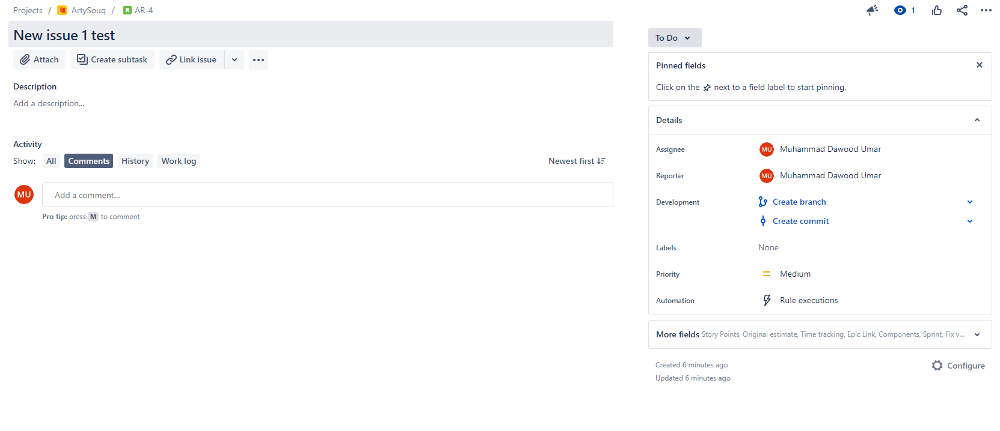 Projects / ArtySouq / AR-4
1
New issue 1 test
Attach Create subtask Link issue
Description
Add a description...
Activity
Show: All Comments History Work log Newest first
MU Add a comment...
Pro tip: press M to comment
To Do
Pinned fields
Click on the next to a field label to start pinning.
Details
Assignee MU Muhammad Dawood Umar
Reporter MU Muhammad Dawood Umar
Development Create branch
Create commit
Labels None
Priority Medium
Automation Rule executions
More fields Story Points, Original estimate, Time tracking, Epic Link, Components, Sprint, Fix v...
Created 6 minutes ago Configure
Updated 6 minutes ago